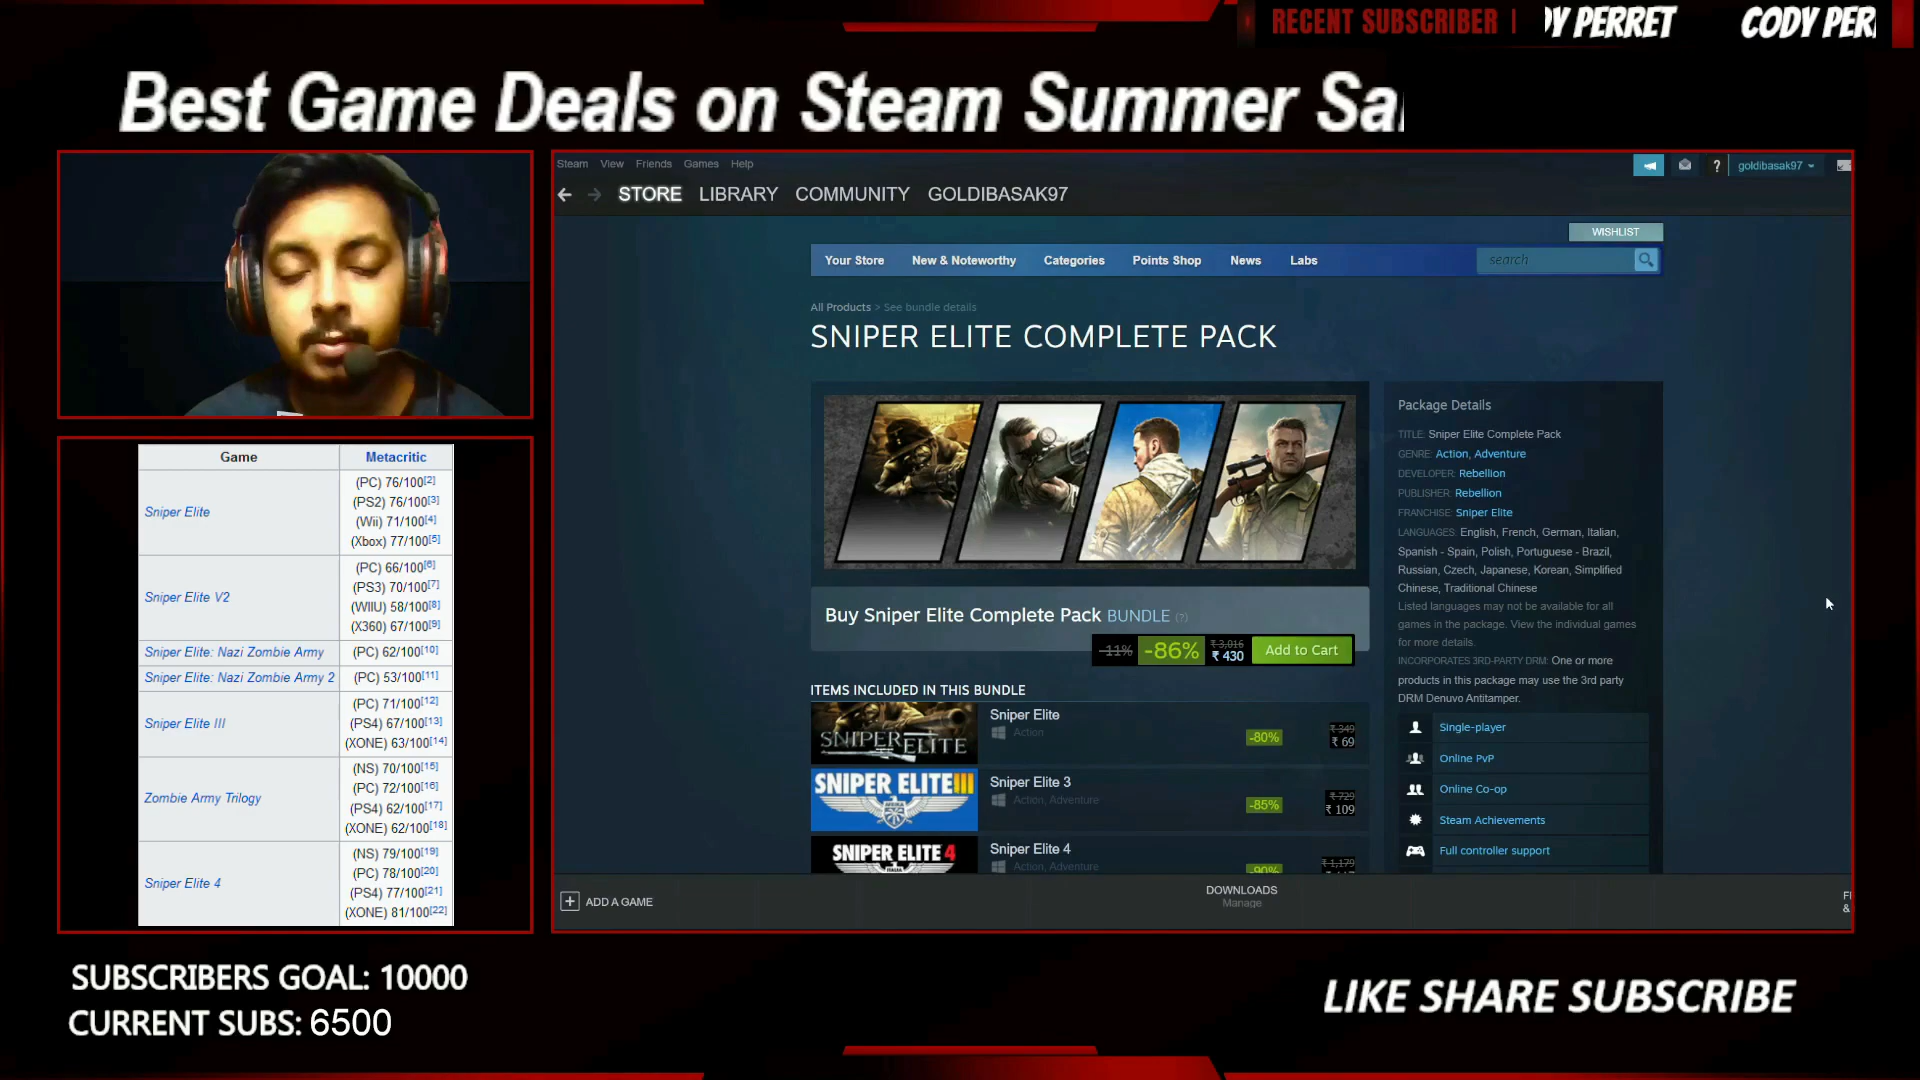 RECENT SUBSCRIBER | PERRET CODY
Best Game Deals on Steam Summer
Steam View Friends Games Help
? goldibasak97
STORE LIBRARY COMMUNITY GOLDIBASAK97
WISHLIST
Your Store New & Noteworthy Categories Points Shop News Labs search
All Products > See bundle details
SNIPER ELITE COMPLETE PACK
Buy Sniper Elite Complete Pack BUNDLE (?)
-11% -86% ₹ 3,016 ₹ 430 Add to Cart
ITEMS INCLUDED IN THIS BUNDLE
SNIPER ELITE
Sniper Elite
Action
-80%
₹ 349
₹ 69
SNIPER ELITE III
AFRIKA
Sniper Elite 3
Action, Adventure
-85%
₹ 729
₹ 109
SNIPER ELITE 4
Sniper Elite 4
Action, Adventure
-90%
₹ 1,179
Package Details
TITLE: Sniper Elite Complete Pack
GENRE: Action, Adventure
DEVELOPER: Rebellion
PUBLISHER: Rebellion
FRANCHISE: Sniper Elite
LANGUAGES: English, French, German, Italian,
Spanish - Spain, Polish, Portuguese - Brazil,
Russian, Czech, Japanese, Korean, Simplified
Chinese, Traditional Chinese
Listed languages may not be available for all
games in the package. View the individual games
for more details.
INCORPORATES 3RD-PARTY DRM: One or more
products in this package may use the 3rd party
DRM Denuvo Antitamper.
Single-player
Online PvP
Online Co-op
Steam Achievements
Full controller support
+ ADD A GAME
DOWNLOADS
Manage
Game Metacritic
Sniper Elite
(PC) 76/100[2]
(PS2) 76/100[3]
(Wii) 71/100[4]
(Xbox) 77/100[5]
Sniper Elite V2
(PC) 66/100[6]
(PS3) 70/100[7]
(WIIU) 58/100[8]
(X360) 67/100[9]
Sniper Elite: Nazi Zombie Army (PC) 62/100[10]
Sniper Elite: Nazi Zombie Army 2 (PC) 53/100[11]
Sniper Elite III
(PC) 71/100[12]
(PS4) 67/100[13]
(XONE) 63/100[14]
Zombie Army Trilogy
(NS) 70/100[15]
(PC) 72/100[16]
(PS4) 62/100[17]
(XONE) 62/100[18]
Sniper Elite 4
(NS) 79/100[19]
(PC) 78/100[20]
(PS4) 77/100[21]
(XONE) 81/100[22]
SUBSCRIBERS GOAL: 10000
CURRENT SUBS: 6500
LIKE SHARE SUBSCRIBE